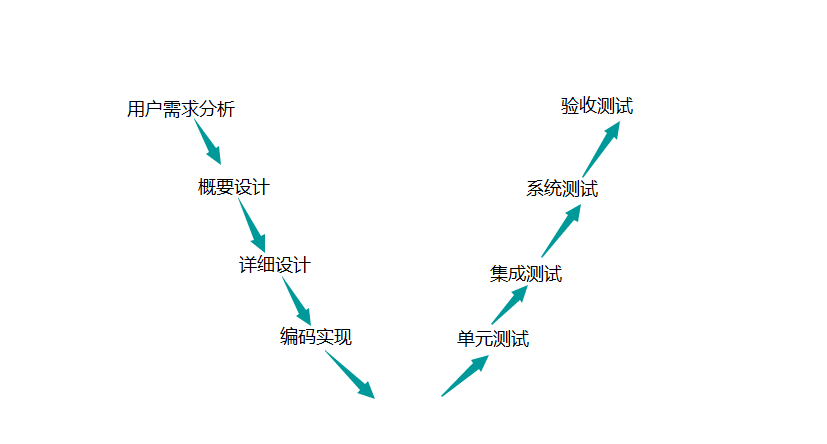 用户需求分析
验收测试
概要设计
系统测试
详细设计
集成测试
编码实现
单元测试